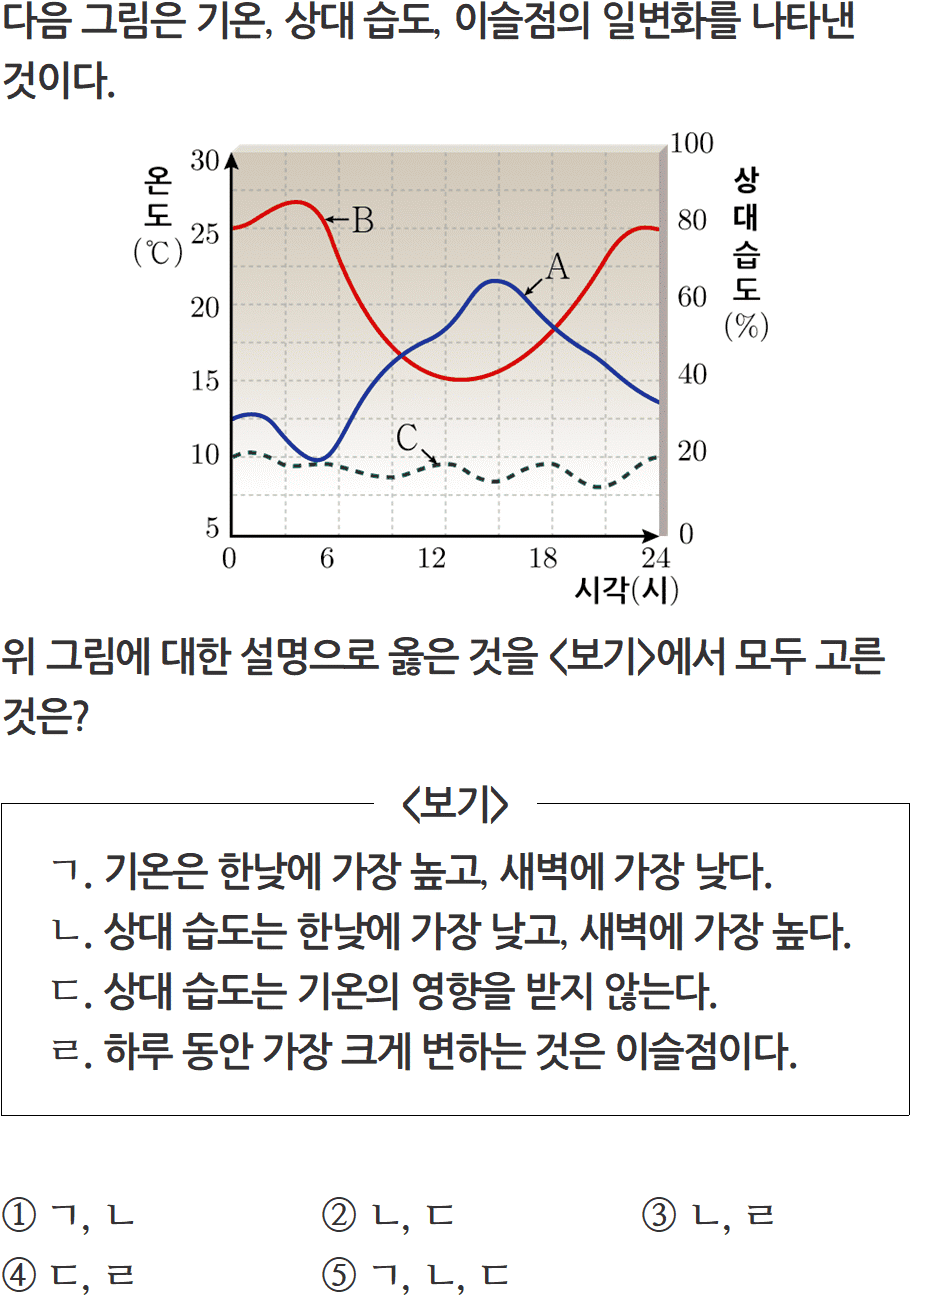 다음 그림은 기온, 상대 습도, 이슬점의 일변화를 나타낸
것이다.
온도(℃)
30
25
20
15
10
5
상대습도(%)
100
80
60
40
20
0
B
A
C
0 6 12 18 24
시각(시)
위 그림에 대한 설명으로 옳은 것을 <보기>에서 모두 고른
것은?
<보기>
ㄱ. 기온은 한낮에 가장 높고, 새벽에 가장 낮다.
ㄴ. 상대 습도는 한낮에 가장 낮고, 새벽에 가장 높다.
ㄷ. 상대 습도는 기온의 영향을 받지 않는다.
ㄹ. 하루 동안 가장 크게 변하는 것은 이슬점이다.
① ㄱ, ㄴ ② ㄴ, ㄷ ③ ㄴ, ㄹ
④ ㄷ, ㄹ ⑤ ㄱ, ㄴ, ㄷ